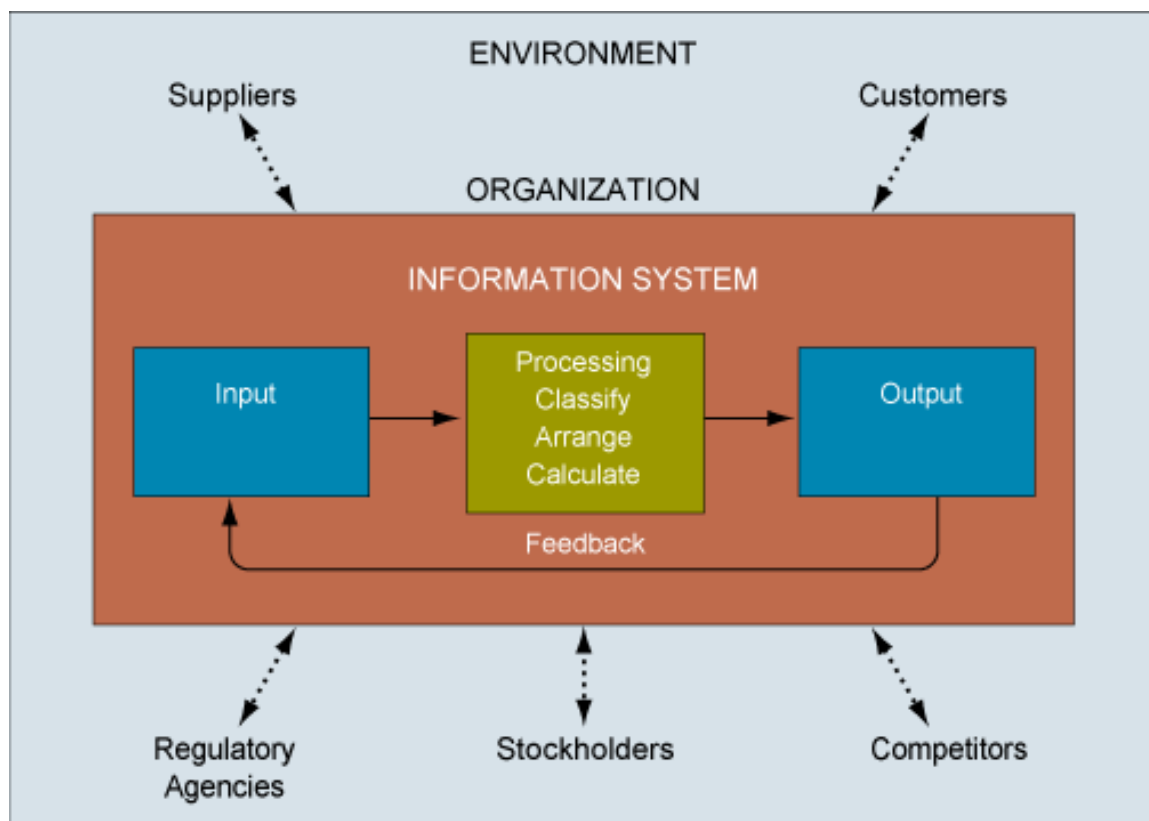 ENVIRONMENT
Suppliers
Customers
ORGANIZATION
INFORMATION SYSTEM
Input
Processing
Classify
Arrange
Calculate
Output
Feedback
Regulatory
Agencies
Stockholders
Competitors